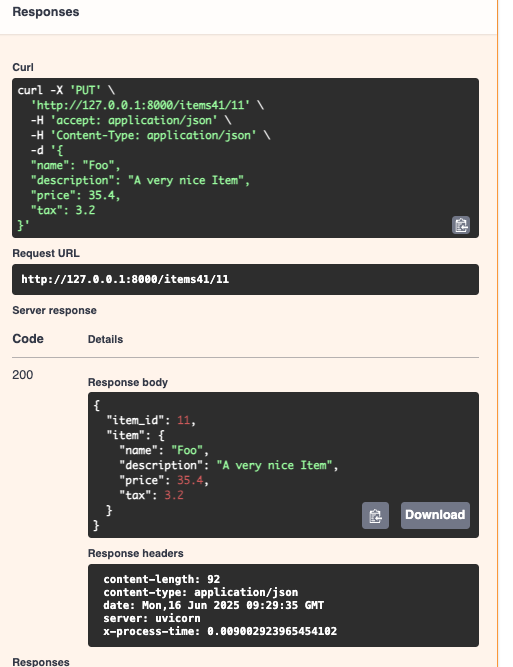 Responses
Curl
curl -X 'PUT' \
  'http://127.0.0.1:8000/items41/11' \
  -H 'accept: application/json' \
  -H 'Content-Type: application/json' \
  -d '{
  "name": "Foo",
  "description": "A very nice Item",
  "price": 35.4,
  "tax": 3.2
}'
Request URL
http://127.0.0.1:8000/items41/11
Server response
Code Details
200
Response body
{
  "item_id": 11,
  "item": {
    "name": "Foo",
    "description": "A very nice Item",
    "price": 35.4,
    "tax": 3.2
  }
}
Download
Response headers
content-length: 92
content-type: application/json
date: Mon,16 Jun 2025 09:29:35 GMT
server: uvicorn
x-process-time: 0.009002923965454102
Responses